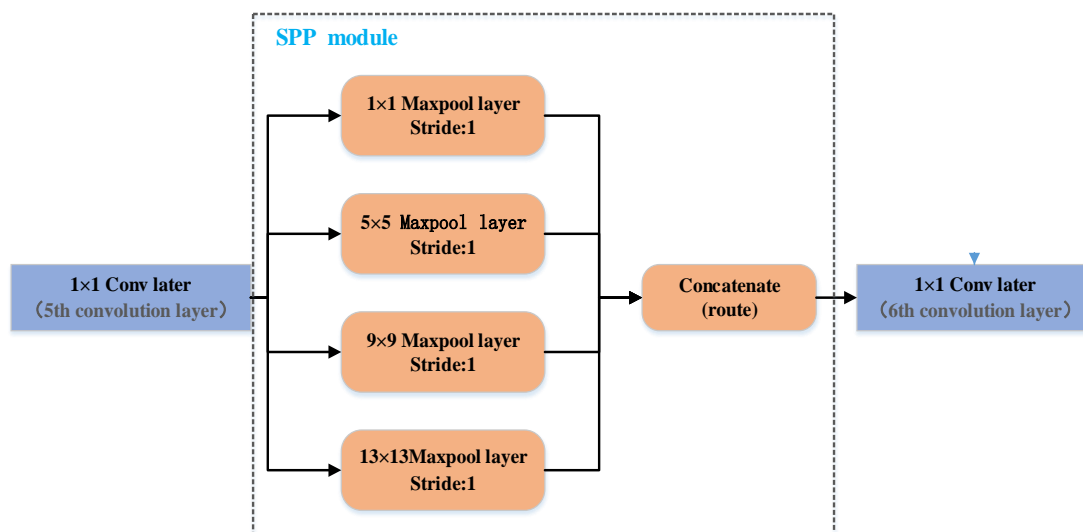 SPP  module
1×1 Maxpool layer
Stride:1
5×5 Maxpool layer
Stride:1
1×1 Conv later
（5th convolution layer）
Concatenate
(route)
1×1 Conv later
（6th convolution layer）
9×9 Maxpool layer
Stride:1
13×13Maxpool layer
Stride:1